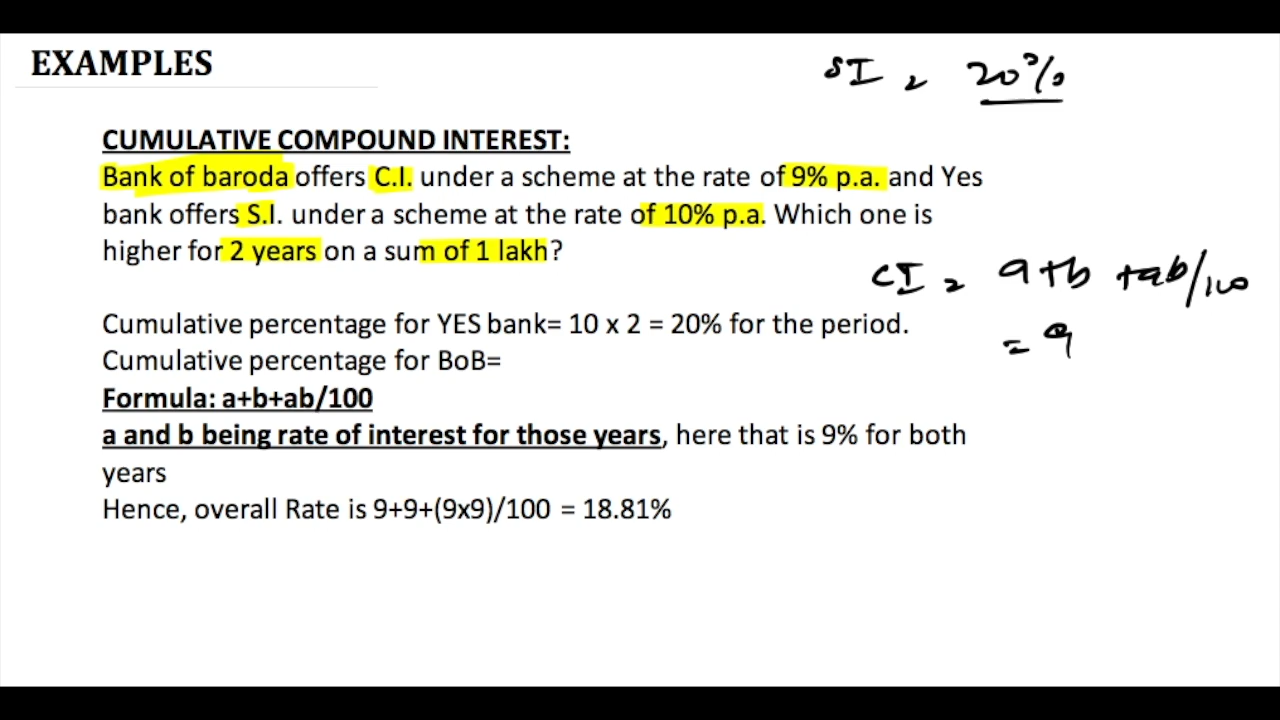 EXAMPLES
SI = 20%
CUMULATIVE COMPOUND INTEREST:
Bank of baroda offers C.I. under a scheme at the rate of 9% p.a. and Yes
bank offers S.I. under a scheme at the rate of 10% p.a. Which one is
higher for 2 years on a sum of 1 lakh?
CI = a+b +ab/100
= 9
Cumulative percentage for YES bank= 10 x 2 = 20% for the period.
Cumulative percentage for BoB=
Formula: a+b+ab/100
a and b being rate of interest for those years, here that is 9% for both
years
Hence, overall Rate is 9+9+(9x9)/100 = 18.81%